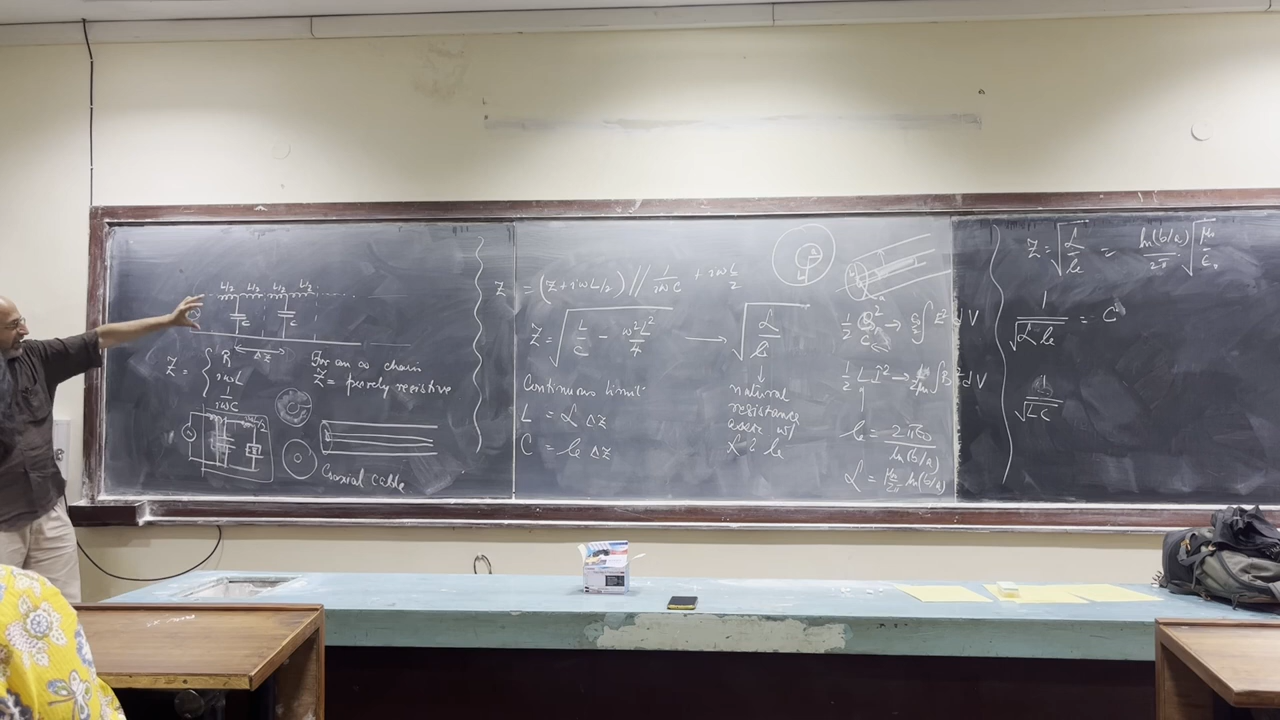 L/2 L/2 L/2
C C
Δz
Z = { R
iωL
1/iωC
For an ∞ chain
Z̃ = purely resistive
Coaxial cable
Z = (Z + iωL/2) // 1/iωC + iωL/2
Z = √(L/C − ω²L²/4) → √(ℒ/𝒞)
Continuous limit
L = ℒ Δz
C = 𝒞 Δz
natural
resistance
assoc w/
ℒ & 𝒞
a
b
1/2 Q²/C → ε₀/2 ∫E² dV
1/2 L I² → 1/2μ₀ ∫B² dV
𝒞 = 2πε₀/ln(b/a)
ℒ = μ₀/2π ln(b/a)
Z = √(ℒ/𝒞) = ln(b/a)/2π √(μ₀/ε₀)
1/√(ℒ𝒞) = C
1/√(LC)